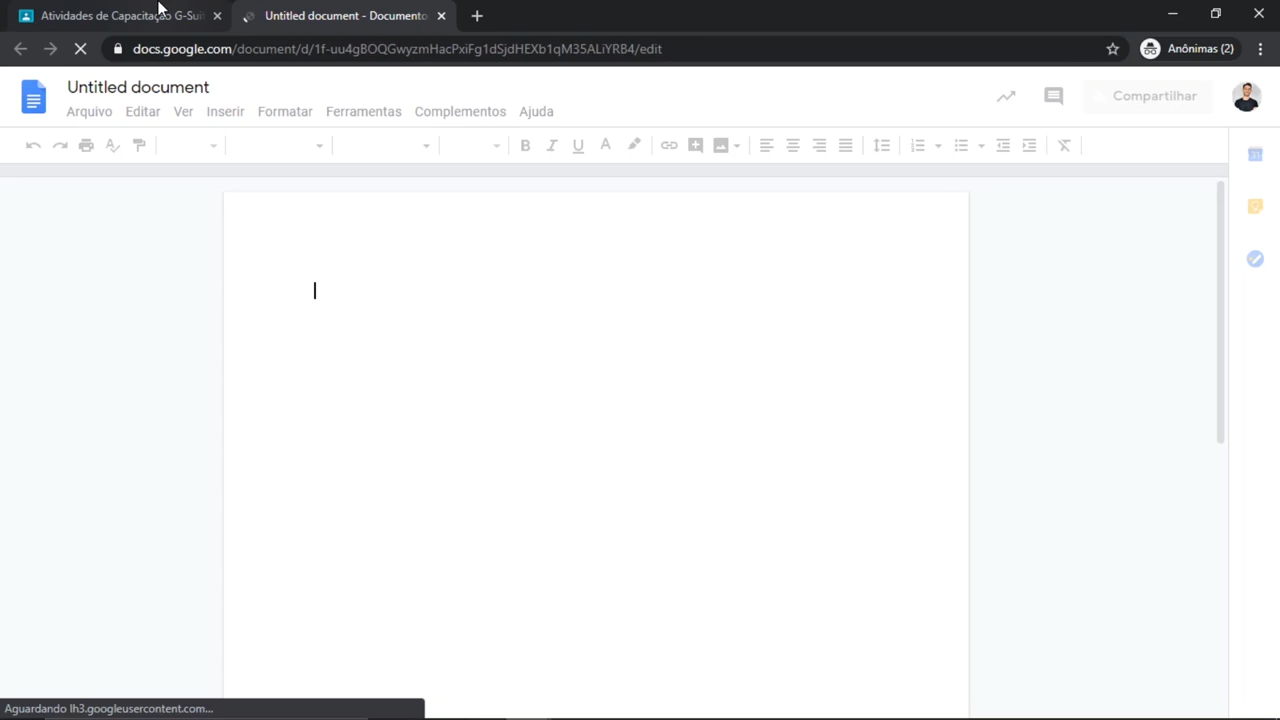 Atividades de Capacitação G-Sui
Untitled document - Documento
docs.google.com/document/d/1f-uu4gBOQGwyzmHacPxiFg1dSjdHEXb1qM35ALiYRB4/edit
Anônimas (2)
Untitled document
Arquivo Editar Ver Inserir Formatar Ferramentas Complementos Ajuda
Compartilhar
B I U A
31
Aguardando lh3.googleusercontent.com...